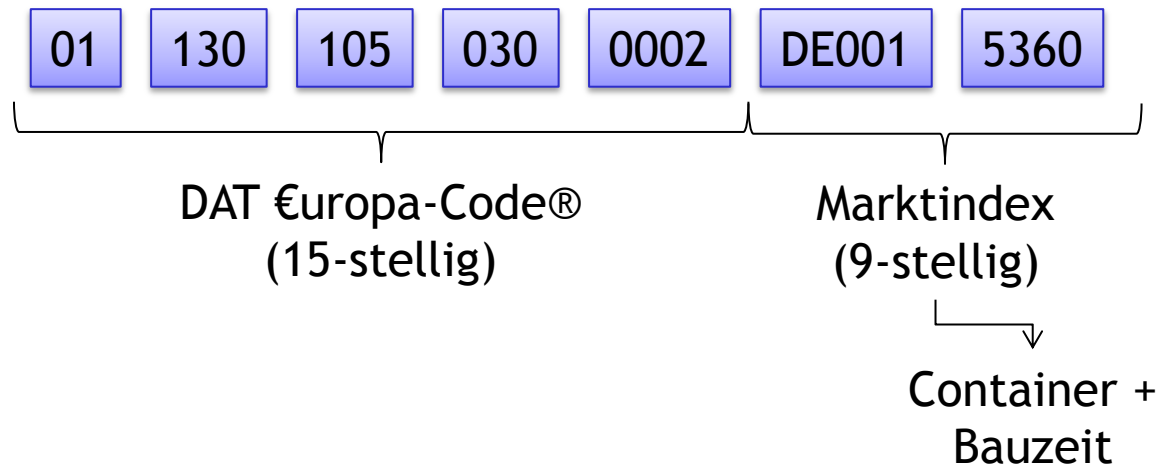 01 130 105 030 0002 DE001 5360
DAT €uropa-Code®
(15-stellig)
Marktindex
(9-stellig)
Container +
Bauzeit